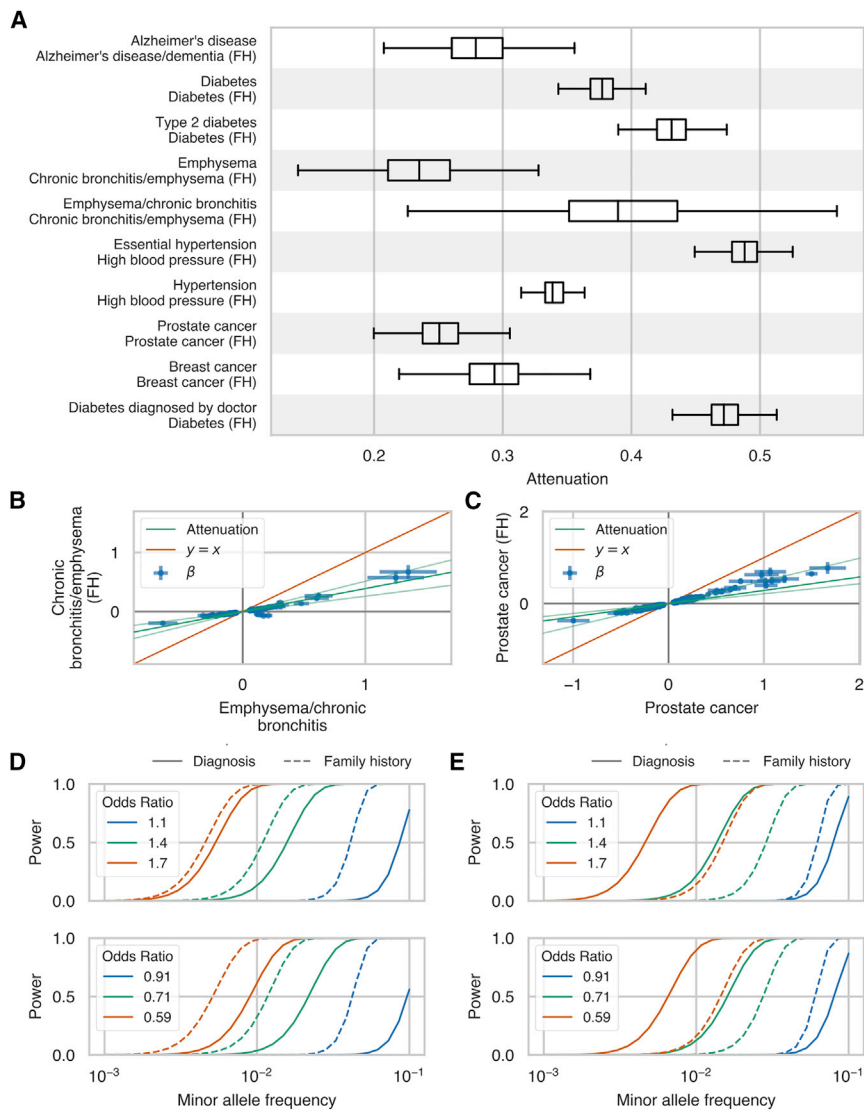 A
Alzheimer's disease
Alzheimer's disease/dementia (FH)
Diabetes
Diabetes (FH)
Type 2 diabetes
Diabetes (FH)
Emphysema
Chronic bronchitis/emphysema (FH)
Emphysema/chronic bronchitis
Chronic bronchitis/emphysema (FH)
Essential hypertension
High blood pressure (FH)
Hypertension
High blood pressure (FH)
Prostate cancer
Prostate cancer (FH)
Breast cancer
Breast cancer (FH)
Diabetes diagnosed by doctor
Diabetes (FH)
0.2 0.3 0.4 0.5
Attenuation
B
Chronic
bronchitis/emphysema
(FH)
1
0
Attenuation
y = x
β
0 1
Emphysema/chronic
bronchitis
C
Prostate cancer (FH)
2
0
Attenuation
y = x
β
−1 0 1 2
Prostate cancer
D
Diagnosis Family history
Power
1.0
0.5
0.0
Odds Ratio
1.1
1.4
1.7
Power
1.0
0.5
0.0
Odds Ratio
0.91
0.71
0.59
10⁻³ 10⁻² 10⁻¹
Minor allele frequency
E
Diagnosis Family history
Power
1.0
0.5
0.0
Odds Ratio
1.1
1.4
1.7
Power
1.0
0.5
0.0
Odds Ratio
0.91
0.71
0.59
10⁻³ 10⁻² 10⁻¹
Minor allele frequency